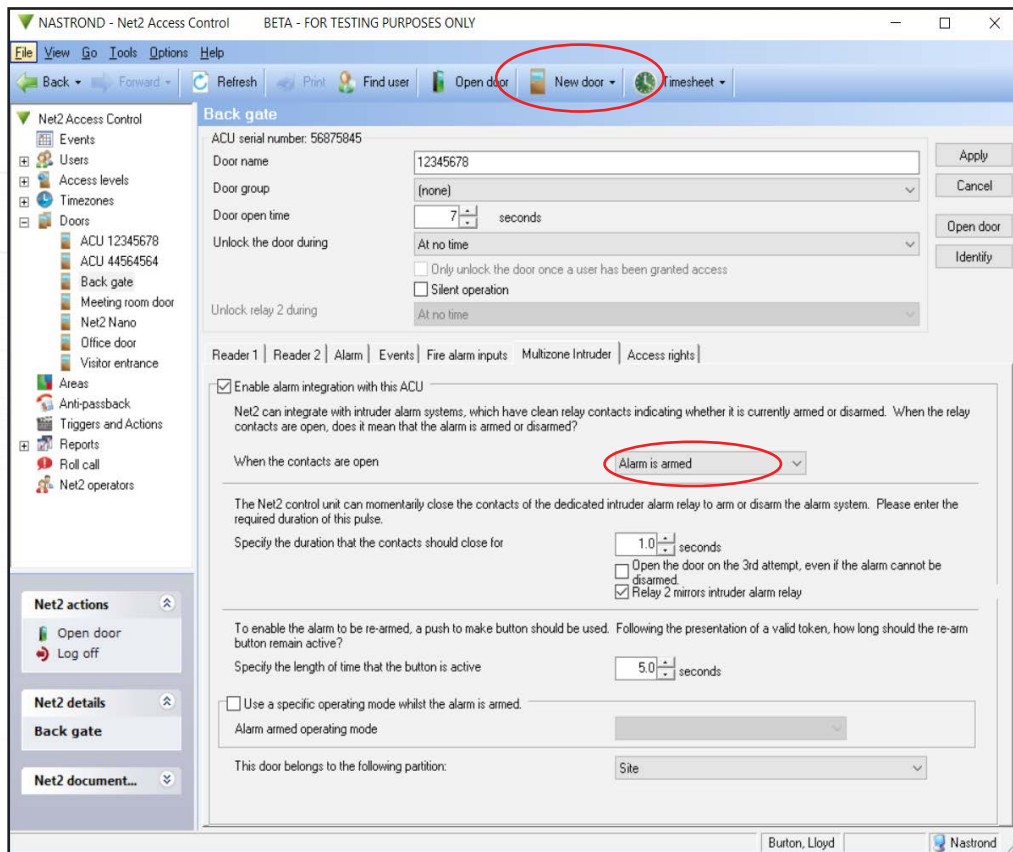 NASTROND - Net2 Access Control BETA - FOR TESTING PURPOSES ONLY
File View Go Tools Options Help
Back Forward Refresh Print Find user Open door New door Timesheet
Net2 Access Control
Events
Users
Access levels
Timezones
Doors
ACU 12345678
ACU 44564564
Back gate
Meeting room door
Net2 Nano
Office door
Visitor entrance
Areas
Anti-passback
Triggers and Actions
Reports
Roll call
Net2 operators
Net2 actions
Open door
Log off
Net2 details
Back gate
Net2 document...
Back gate
ACU serial number: 56875845
Door name 12345678
Door group (none)
Door open time 7 seconds
Unlock the door during At no time
Only unlock the door once a user has been granted access
Silent operation
Unlock relay 2 during At no time
Apply
Cancel
Open door
Identify
Reader 1 Reader 2 Alarm Events Fire alarm inputs Multizone Intruder Access rights
Enable alarm integration with this ACU
Net2 can integrate with intruder alarm systems, which have clean relay contacts indicating whether it is currently armed or disarmed. When the relay
contacts are open, does it mean that the alarm is armed or disarmed?
When the contacts are open Alarm is armed
The Net2 control unit can momentarily close the contacts of the dedicated intruder alarm relay to arm or disarm the alarm system. Please enter the
required duration of this pulse.
Specify the duration that the contacts should close for 1.0 seconds
Open the door on the 3rd attempt, even if the alarm cannot be
disarmed.
Relay 2 mirrors intruder alarm relay
To enable the alarm to be re-armed, a push to make button should be used. Following the presentation of a valid token, how long should the re-arm
button remain active?
Specify the length of time that the button is active 5.0 seconds
Use a specific operating mode whilst the alarm is armed.
Alarm armed operating mode
This door belongs to the following partition: Site
Burton, Lloyd Nastrond